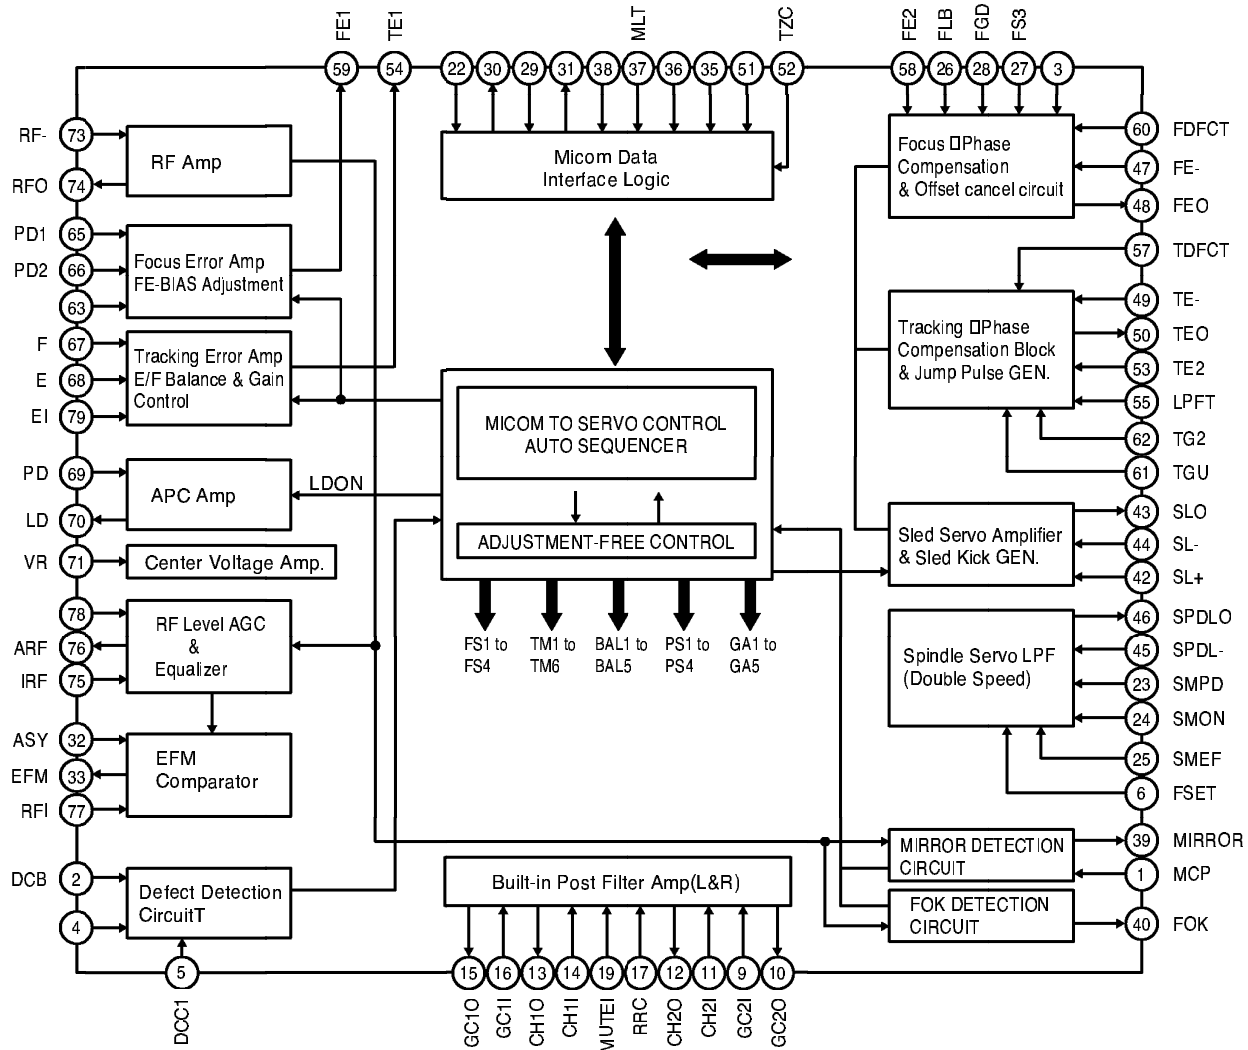 FE1
TE1
MLT
TZC
FE2
FLB
FGD
FS3
59
54
22
30
29
31
38
37
36
35
51
52
58
26
28
27
3
RF-
73
RFO
74
RF Amp
PD1
65
PD2
66
63
Focus Error Amp
FE-BIAS Adjustment
F
67
E
68
EI
79
Tracking Error Amp
E/F Balance & Gain
Control
PD
69
LD
70
APC Amp
LDON
VR
71
Center Voltage Amp.
78
ARF
76
IRF
75
RF Level AGC
&
Equalizer
ASY
32
EFM
33
RFI
77
EFM
Comparator
DCB
2
4
Defect Detection
CircuitT
5
DCC1
Micom Data
Interface Logic
MICOM TO SERVO CONTROL
AUTO SEQUENCER
ADJUSTMENT-FREE CONTROL
FS1 to
FS4
TM1 to
TM6
BAL1 to
BAL5
PS1 to
PS4
GA1 to
GA5
Built-in Post Filter Amp(L&R)
15
16
13
14
19
17
12
11
9
10
GC1O
GC1I
CH1O
CH1I
MUTEI
RRC
CH2O
CH2I
GC2I
GC2O
Focus □Phase
Compensation
& Offset cancel circuit
60
FDFCT
47
FE-
48
FEO
Tracking □Phase
Compensation Block
& Jump Pulse GEN.
57
TDFCT
49
TE-
50
TEO
53
TE2
55
LPFT
62
TG2
61
TGU
Sled Servo Amplifier
& Sled Kick GEN.
43
SLO
44
SL-
42
SL+
Spindle Servo LPF
(Double Speed)
46
SPDLO
45
SPDL-
23
SMPD
24
SMON
25
SMEF
6
FSET
MIRROR DETECTION
CIRCUIT
39
MIRROR
1
MCP
FOK DETECTION
CIRCUIT
40
FOK